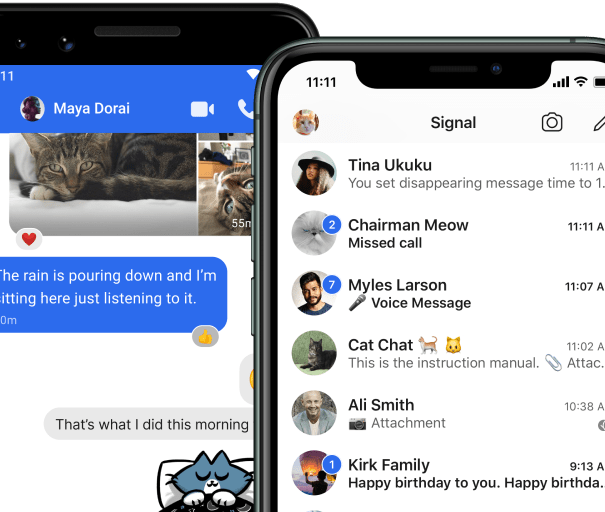 11
Maya Dorai
55m
The rain is pouring down and I'm
sitting here just listening to it.
0m
That's what I did this morning
11:11
Signal
Tina Ukuku
11:11 A
You set disappearing message time to 1.
2
Chairman Meow
11:11 A
Missed call
7
Myles Larson
11:07 A
Voice Message
Cat Chat
11:02 A
This is the instruction manual. 📎 Attac.
Ali Smith
10:38 A
Attachment
1
Kirk Family
9:13 A
Happy birthday to you. Happy birthda.